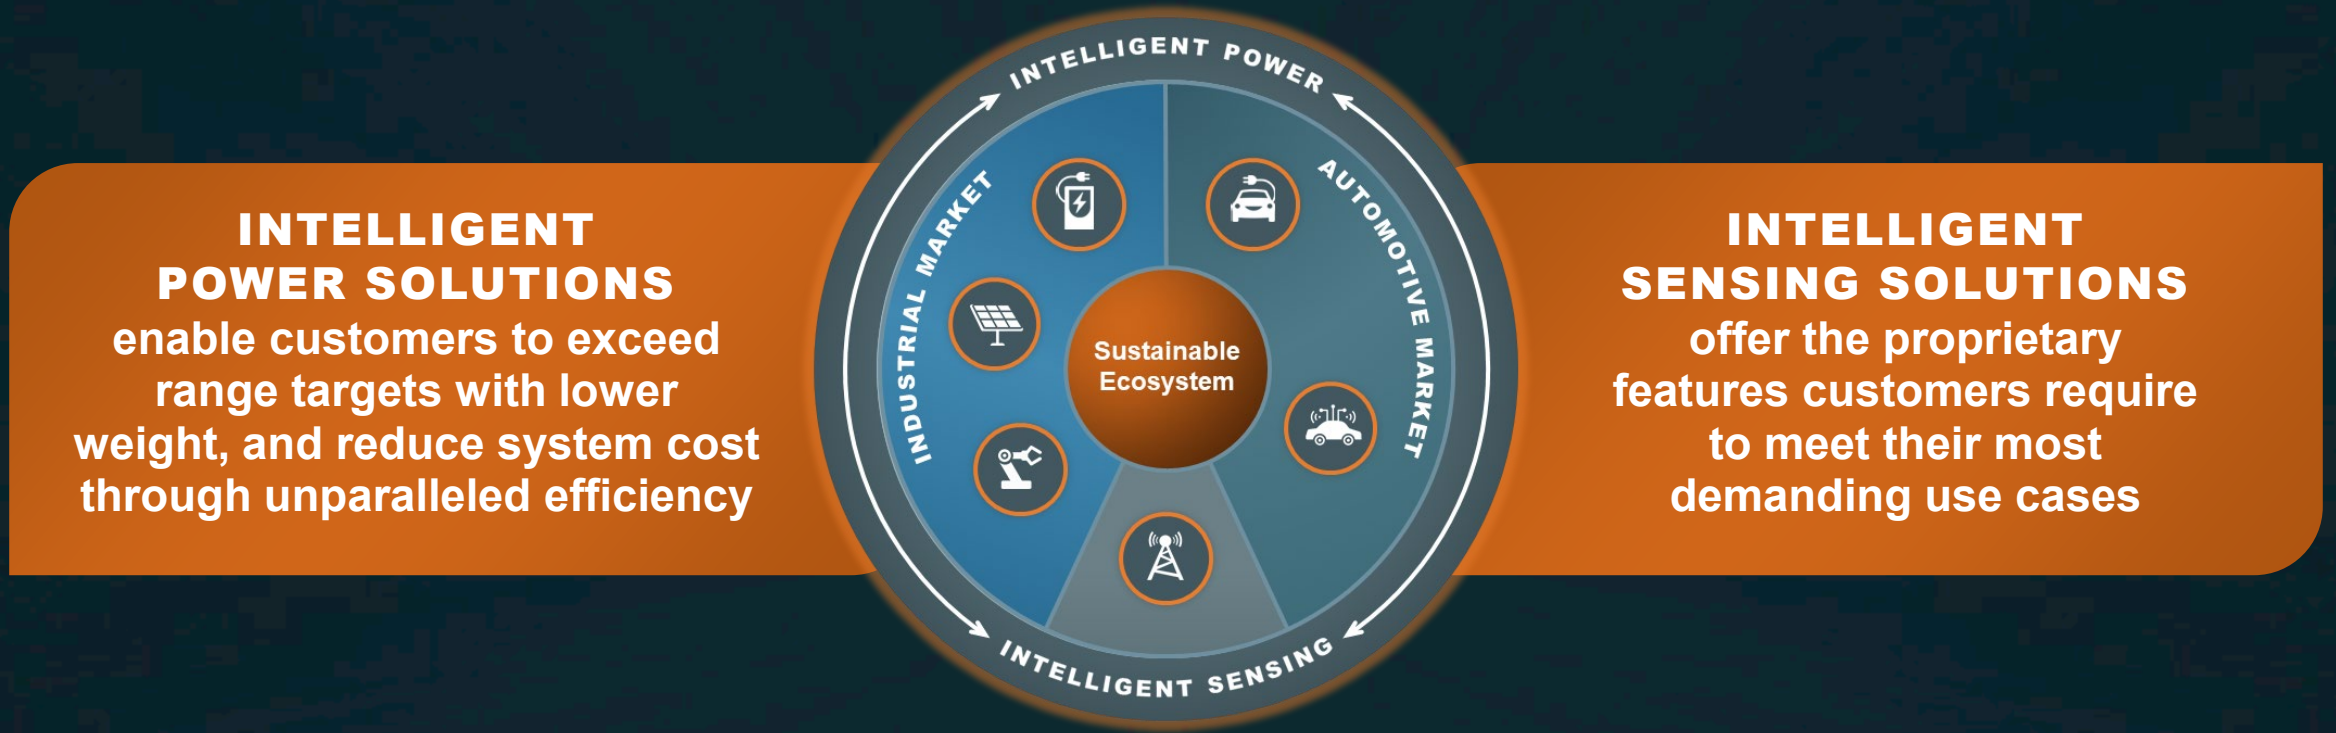 INTELLIGENT
POWER SOLUTIONS
enable customers to exceed
range targets with lower
weight, and reduce system cost
through unparalleled efficiency
INTELLIGENT POWER
INDUSTRIAL MARKET
AUTOMOTIVE MARKET
Sustainable
Ecosystem
INTELLIGENT SENSING
INTELLIGENT
SENSING SOLUTIONS
offer the proprietary
features customers require
to meet their most
demanding use cases